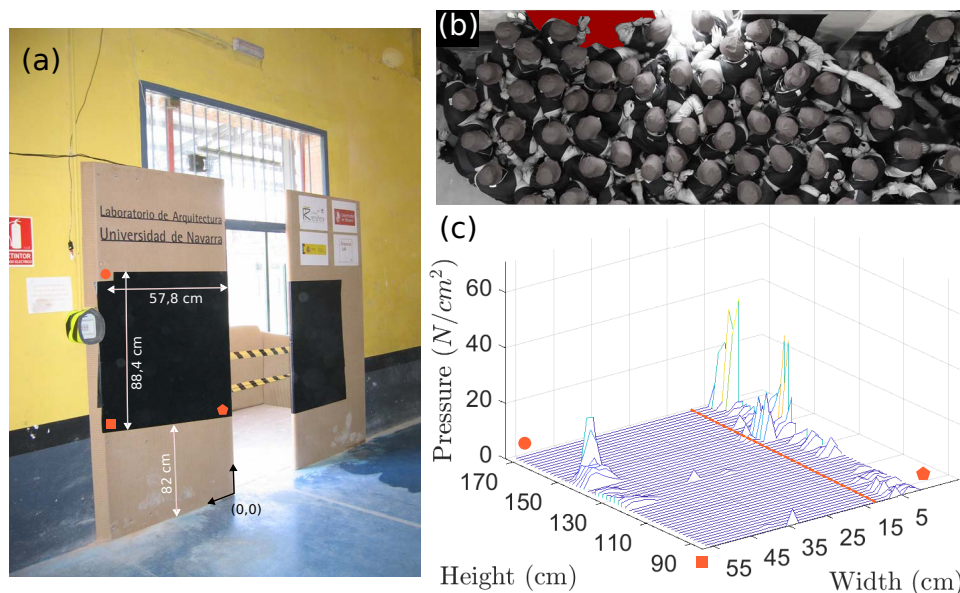 (a)
Laboratorio de Arquitectura
Universidad de Navarra
57,8 cm
88,4 cm
82 cm
(0,0)
(b)
(c)
Pressure (N/cm²)
60
40
20
0
170
150
130
110
90
Height (cm)
55
45
35
25
15
5
Width (cm)